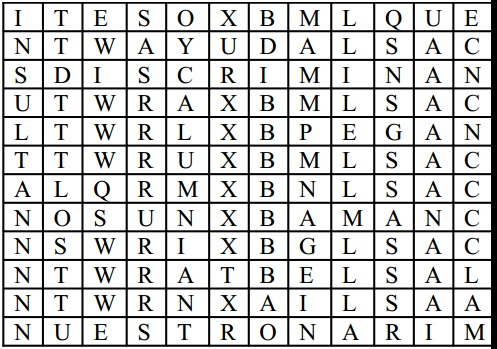 I T E S O X B M L Q U E
N T W A Y U D A L S A C
S D I S C R I M I N A N
U T W R A X B M L S A C
L T W R L X B P E G A N
T T W R U X B M L S A C
A L Q R M X B N L S A C
N O S U N X B A M A N C
N S W R I X B G L S A C
N T W R A T B E L S A L
N T W R N X A I L S A A
N U E S T R O N A R I M